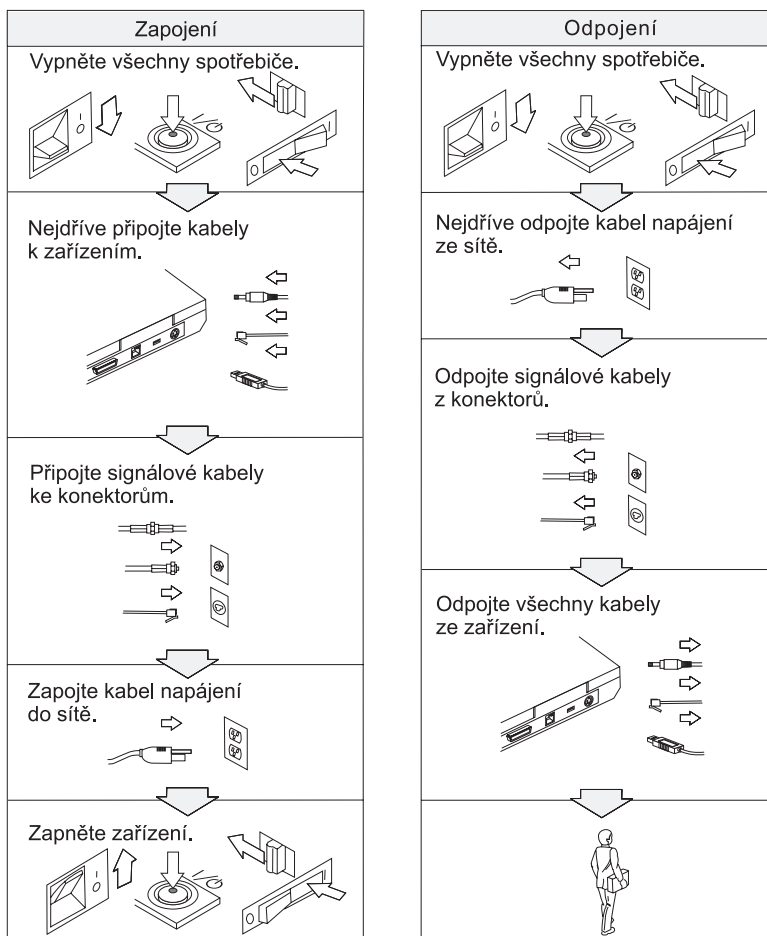 Zapojení
Vypněte všechny spotřebiče.
Nejdříve připojte kabely
k zařízením.
Připojte signálové kabely
ke konektorům.
Zapojte kabel napájení
do sítě.
Zapněte zařízení.
Odpojení
Vypněte všechny spotřebiče.
Nejdříve odpojte kabel napájení
ze sítě.
Odpojte signálové kabely
z konektorů.
Odpojte všechny kabely
ze zařízení.